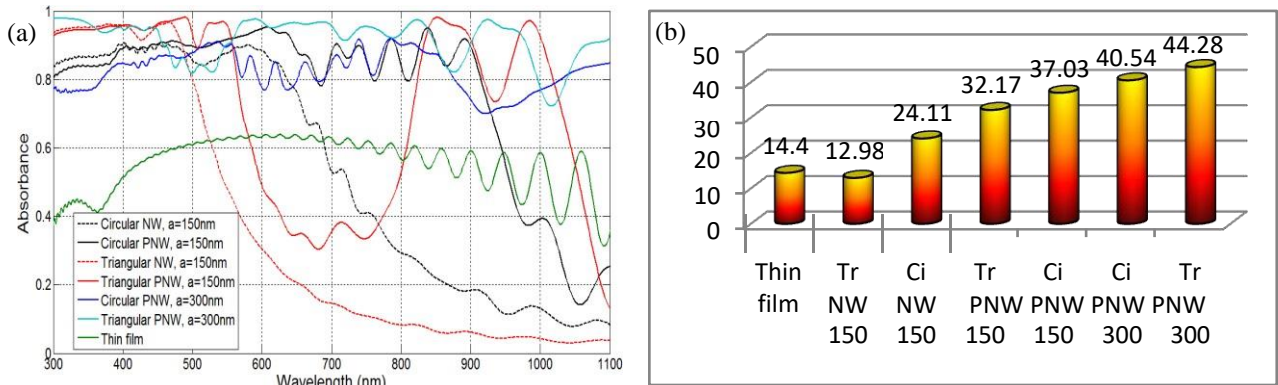 (a)
Absorbance
1
0.8
0.6
0.4
0.2
0
Circular NW, a=150nm
Circular PNW, a=150nm
Triangular NW, a=150nm
Triangular PNW, a=150nm
Circular PNW, a=300nm
Triangular PNW, a=300nm
Thin film
300 400 500 600 700 800 900 1000 1100
Wavelength (nm)
(b)
50
40
30
20
10
0
14.4 12.98 24.11 32.17 37.03 40.54 44.28
Thin Tr Ci Tr Ci Ci Tr
film NW NW PNW PNW PNW PNW
150 150 150 150 300 300